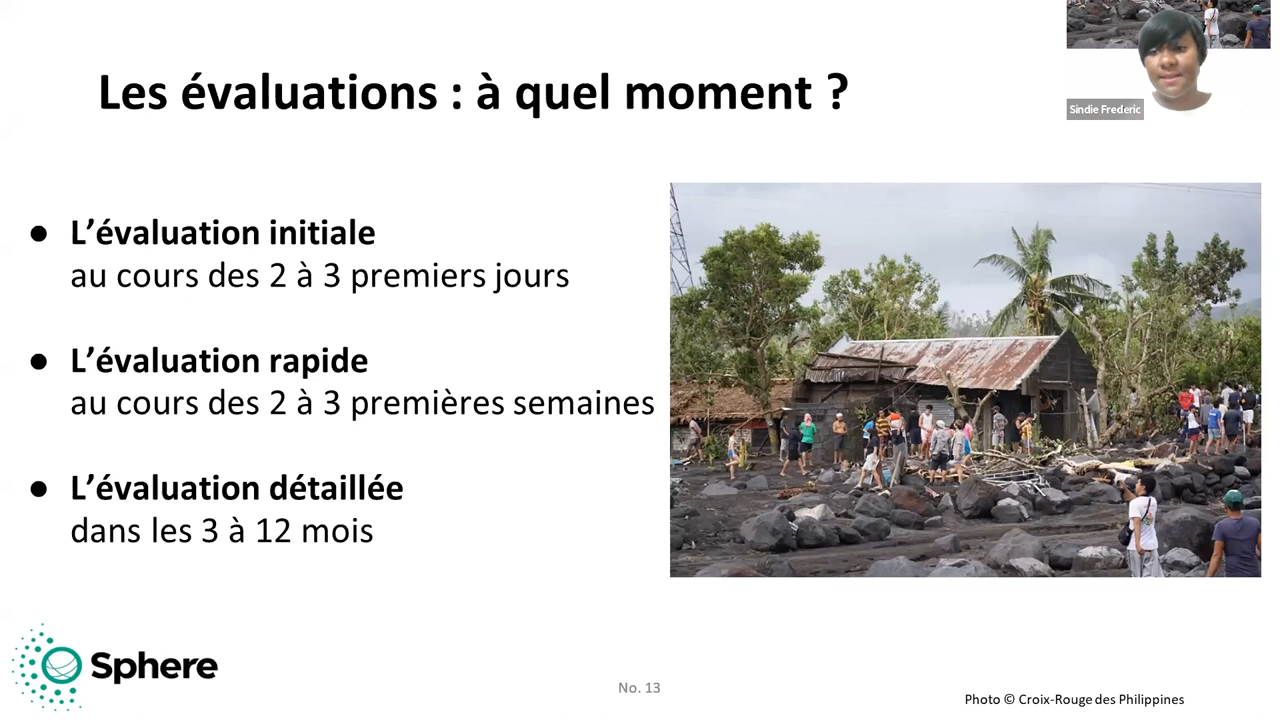 Les évaluations : à quel moment ?
Sindie Frederic
● L’évaluation initiale
au cours des 2 à 3 premiers jours
● L’évaluation rapide
au cours des 2 à 3 premières semaines
● L’évaluation détaillée
dans les 3 à 12 mois
Sphere
No. 13
Photo © Croix-Rouge des Philippines